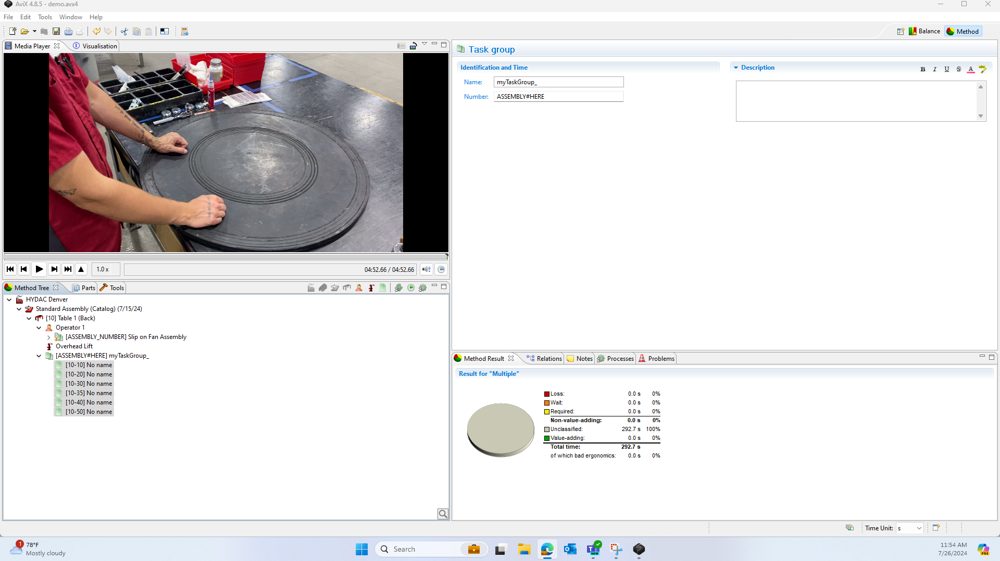 AviX 4.8.5 - demo.avx4
File Edit Tools Window Help
Balance Method
Media Player Visualisation
Task group
Identification and Time
Description
B I U S A abc
Name: myTaskGroup_
Number: ASSEMBLY#HERE
1.0 x
04:52.66 / 04:52.66
Method Tree Parts Tools
HYDAC Denver
Standard Assembly (Catalog) (7/15/24)
[10] Table 1 (Back)
Operator 1
[ASSEMBLY_NUMBER] Slip on Fan Assembly
Overhead Lift
[ASSEMBLY#HERE] myTaskGroup_
[10-10] No name
[10-20] No name
[10-30] No name
[10-35] No name
[10-40] No name
[10-50] No name
Method Result Relations Notes Processes Problems
Result for "Multiple"
Loss: 0.0 s 0%
Wait: 0.0 s 0%
Required: 0.0 s 0%
Non-value-adding: 0.0 s 0%
Unclassified: 292.7 s 100%
Value-adding: 0.0 s 0%
Total time: 292.7 s
of which bad ergonomics: 0.0 s 0%
Time Unit: s
1
78°F
Mostly cloudy
Search
NEW
11:54 AM
7/26/2024
PRE